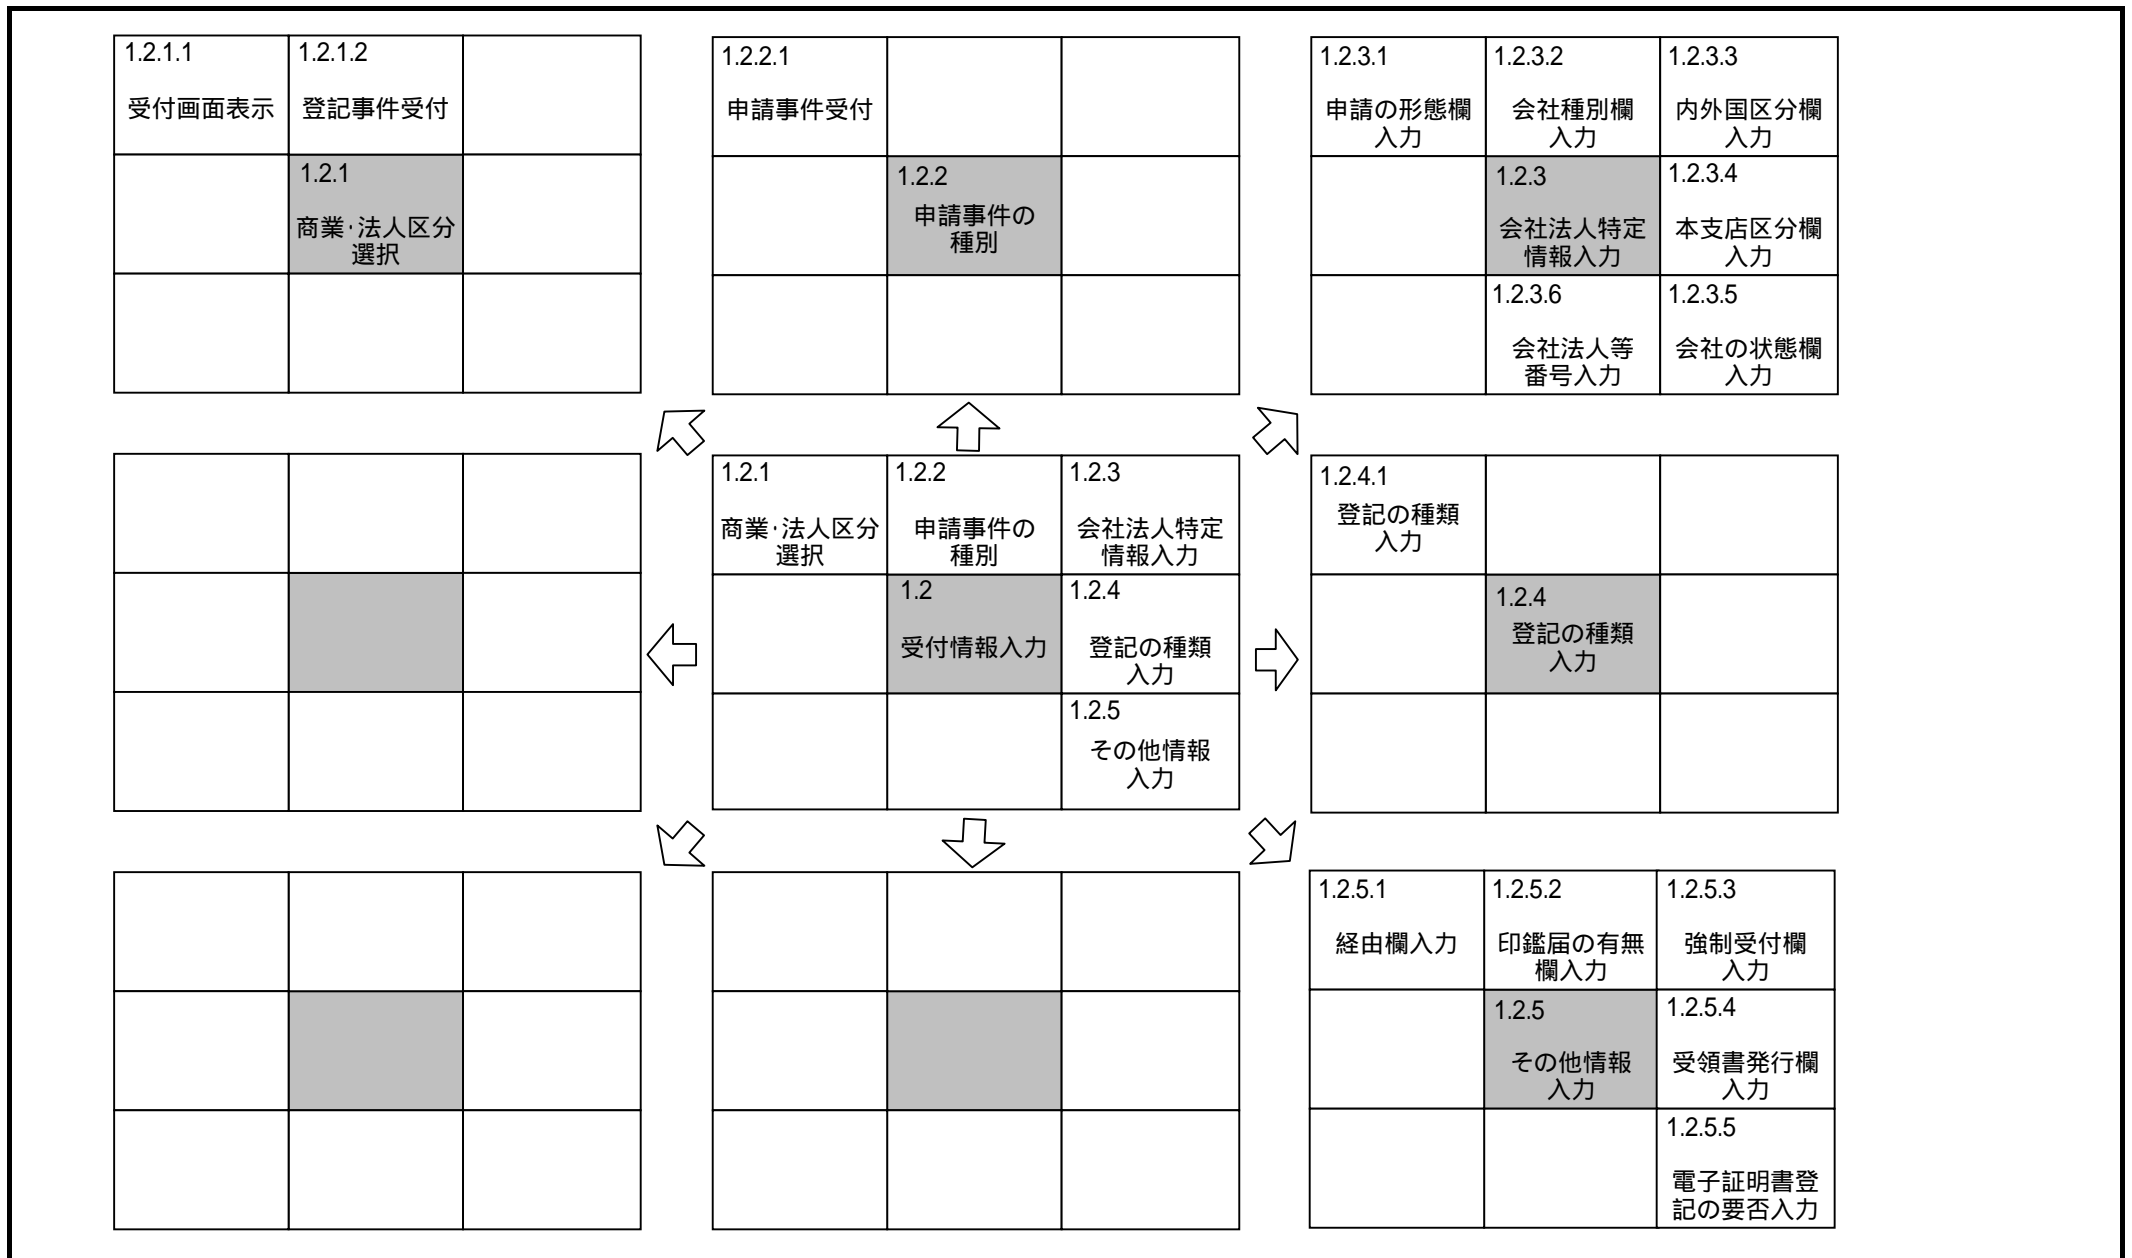 1.2.1.1
受付画面表示
1.2.1.2
登記事件受付
1.2.1
商業・法人区分
選択
1.2.2.1
申請事件受付
1.2.2
申請事件の
種別
1.2.3.1
申請の形態欄
入力
1.2.3.2
会社種別欄
入力
1.2.3.3
内外国区分欄
入力
1.2.3
会社法人特定
情報入力
1.2.3.4
本支店区分欄
入力
1.2.3.6
会社法人等
番号入力
1.2.3.5
会社の状態欄
入力
1.2.1
商業・法人区分
選択
1.2.2
申請事件の
種別
1.2.3
会社法人特定
情報入力
1.2
受付情報入力
1.2.4
登記の種類
入力
1.2.5
その他情報
入力
1.2.4.1
登記の種類
入力
1.2.4
登記の種類
入力
1.2.5.1
経由欄入力
1.2.5.2
印鑑届の有無
欄入力
1.2.5.3
強制受付欄
入力
1.2.5
その他情報
入力
1.2.5.4
受領書発行欄
入力
1.2.5.5
電子証明書登
記の要否入力